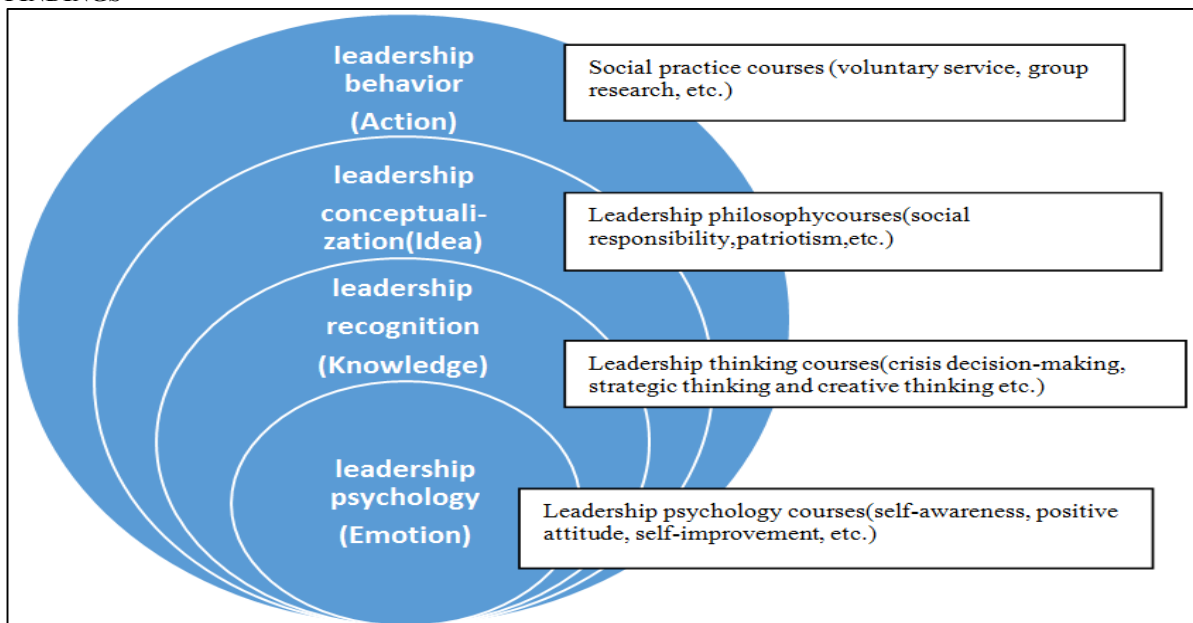 FINDINGS
leadership
behavior
(Action)
Social practice courses (voluntary service, group
research, etc.)
leadership
conceptuali-
zation(Idea)
Leadership philosophycourses(social
responsibility,patriotism,etc.)
leadership
recognition
(Knowledge)
Leadership thinking courses(crisis decision-making,
strategic thinking and creative thinking etc.)
leadership
psychology
(Emotion)
Leadership psychology courses(self-awareness, positive
attitude, self-improvement, etc.)